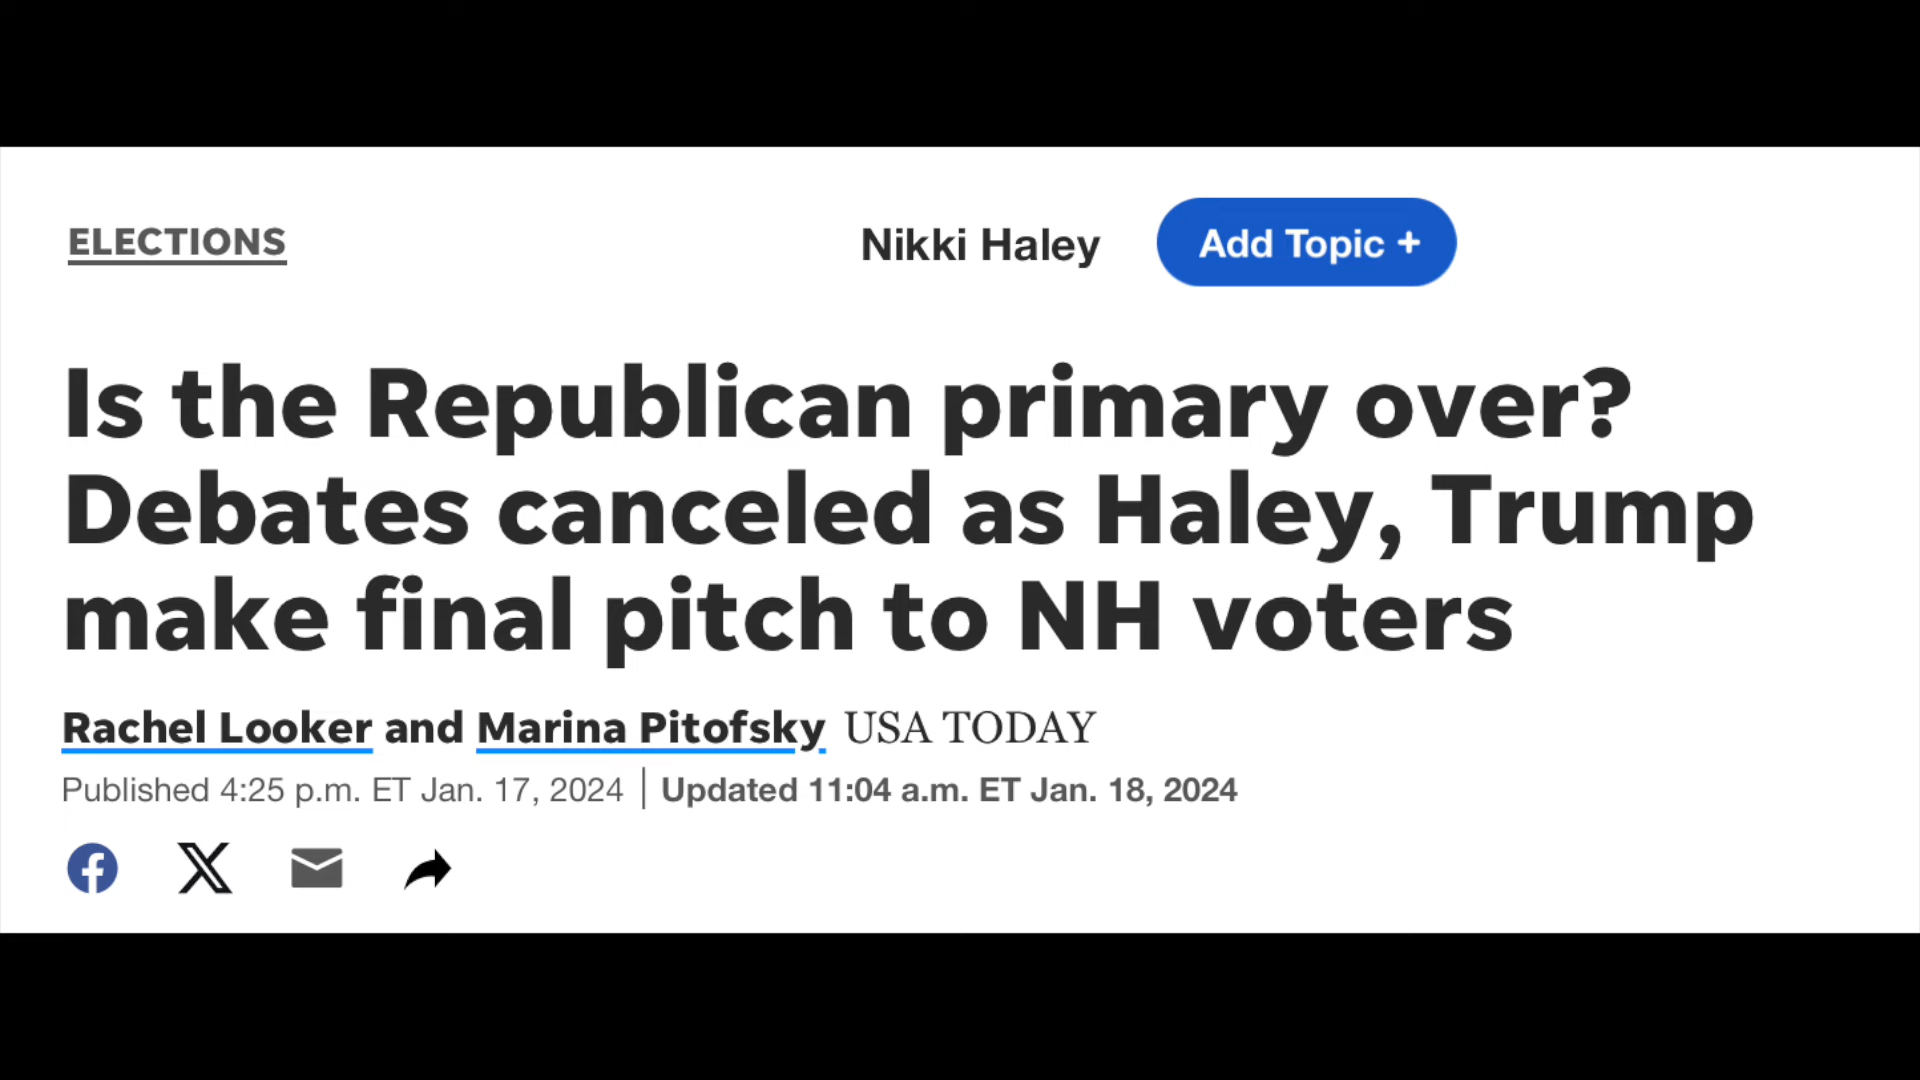 ELECTIONS Nikki Haley Add Topic +
Is the Republican primary over?
Debates canceled as Haley, Trump
make final pitch to NH voters
Rachel Looker and Marina Pitofsky USA TODAY
Published 4:25 p.m. ET Jan. 17, 2024 | Updated 11:04 a.m. ET Jan. 18, 2024